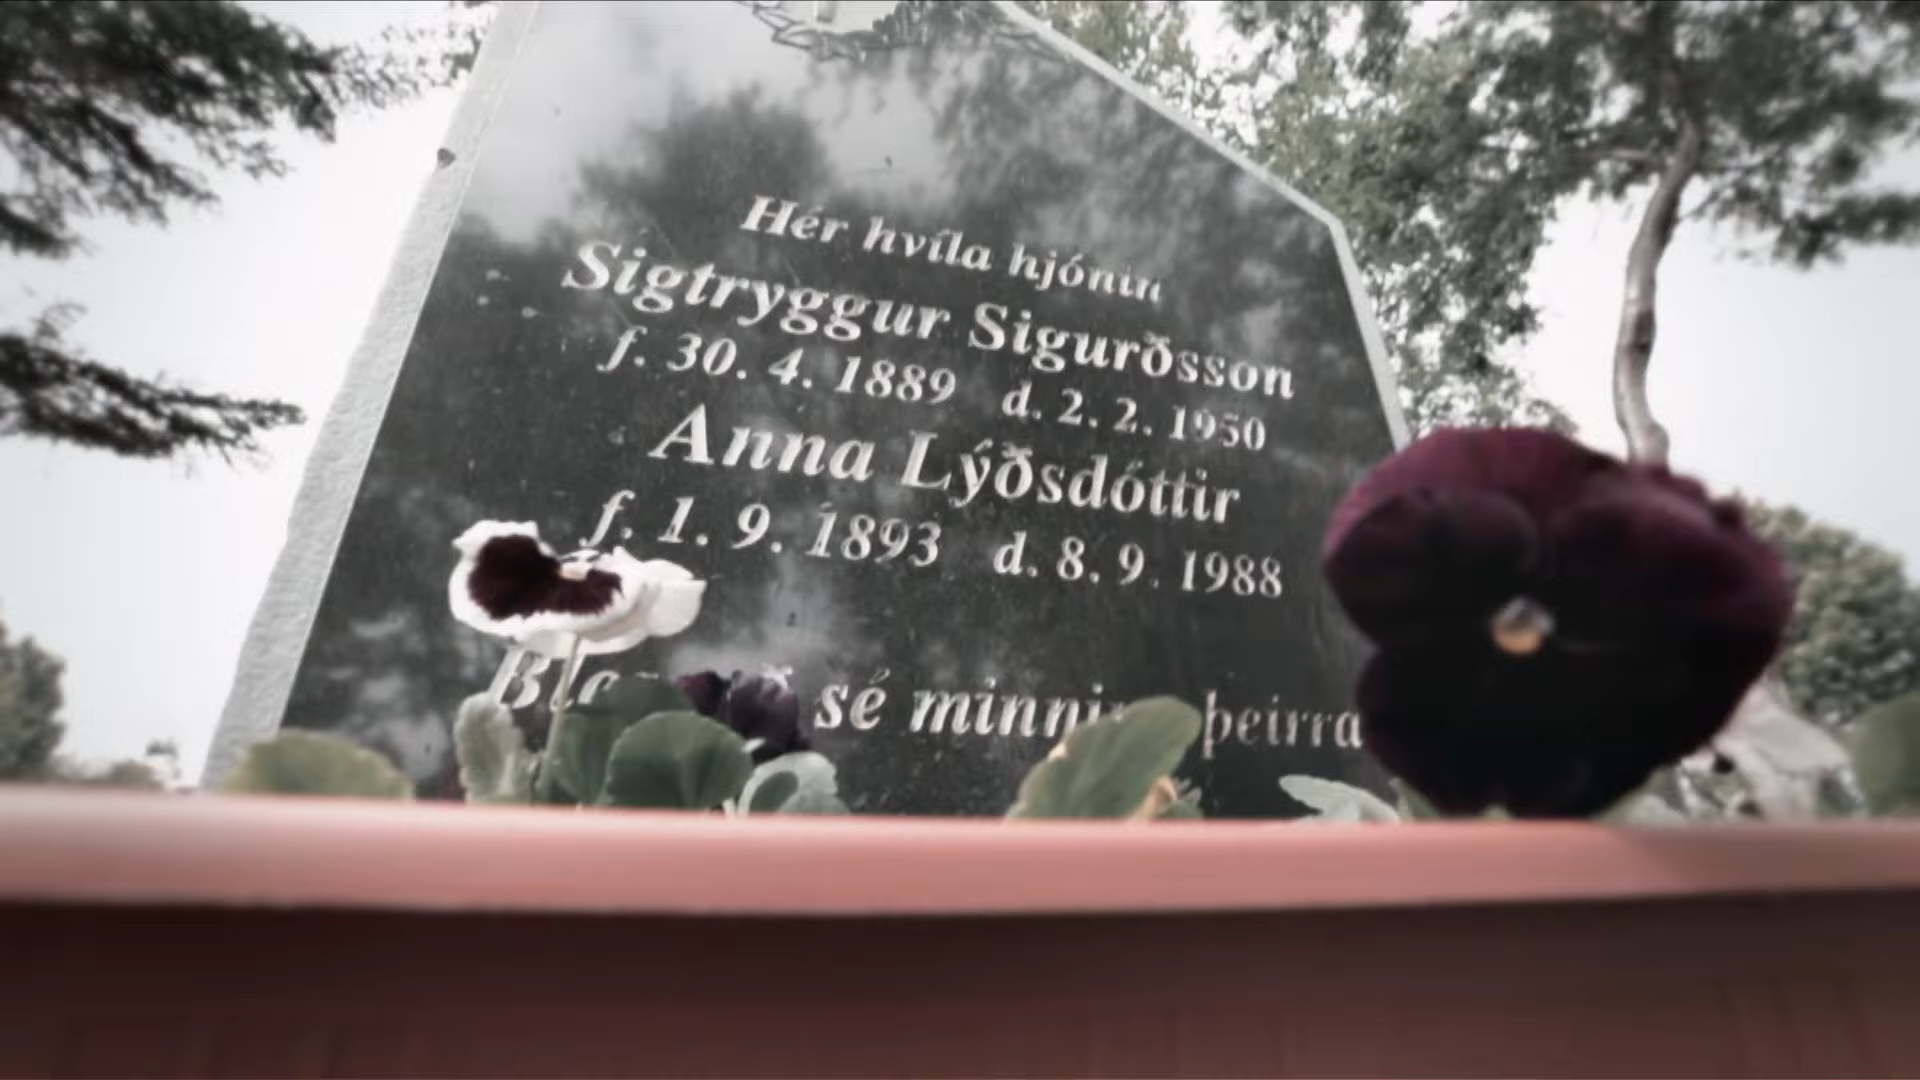 Hér hvíla hjónin
Sigtryggur Sigurðsson
f. 30. 4. 1889 d. 2. 2. 1950
Anna Lýðsdóttir
f. 1. 9. 1893 d. 8. 9. 1988
sé þeirra